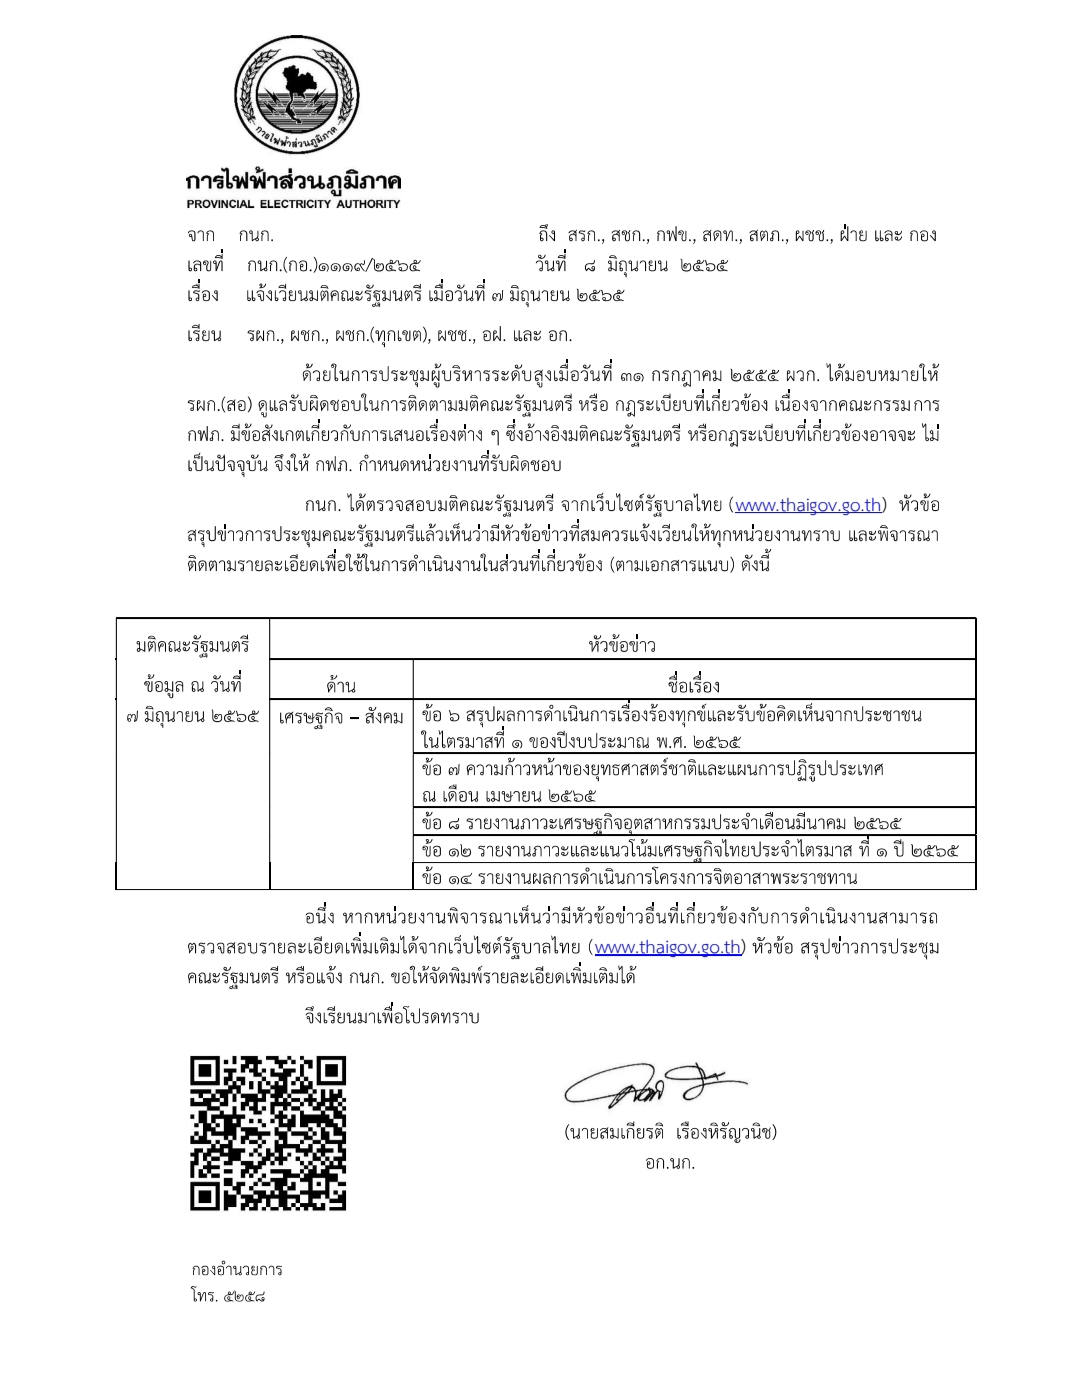 การไฟฟ้าส่วนภูมิภาค
การไฟฟ้าส่วนภูมิภาค
PROVINCIAL ELECTRICITY AUTHORITY
จาก กนก. ถึง สรก., สชก., กฟข., สดท., สตภ., ผชช., ฝ่าย และ กอง
เลขที่ กนก.(กอ.)๑๑๑๙/๒๕๖๕ วันที่ ๘ มิถุนายน ๒๕๖๕
เรื่อง แจ้งเวียนมติคณะรัฐมนตรี เมื่อวันที่ ๗ มิถุนายน ๒๕๖๕
เรียน รผก., ผชก., ผชก.(ทุกเขต), ผชช., อฝ. และ อก.
ด้วยในการประชุมผู้บริหารระดับสูงเมื่อวันที่ ๓๑ กรกฎาคม ๒๕๕๕ ผวก. ได้มอบหมายให้
รผก.(สอ) ดูแลรับผิดชอบในการติดตามมติคณะรัฐมนตรี หรือ กฎระเบียบที่เกี่ยวข้อง เนื่องจากคณะกรรมการ
กฟภ. มีข้อสังเกตเกี่ยวกับการเสนอเรื่องต่าง ๆ ซึ่งอ้างอิงมติคณะรัฐมนตรี หรือกฎระเบียบที่เกี่ยวข้องอาจจะ ไม่
เป็นปัจจุบัน จึงให้ กฟภ. กำหนดหน่วยงานที่รับผิดชอบ
กนก. ได้ตรวจสอบมติคณะรัฐมนตรี จากเว็บไซต์รัฐบาลไทย (www.thaigov.go.th) หัวข้อ
สรุปข่าวการประชุมคณะรัฐมนตรีแล้วเห็นว่ามีหัวข้อข่าวที่สมควรแจ้งเวียนให้ทุกหน่วยงานทราบ และพิจารณา
ติดตามรายละเอียดเพื่อใช้ในการดำเนินงานในส่วนที่เกี่ยวข้อง (ตามเอกสารแนบ) ดังนี้
มติคณะรัฐมนตรี หัวข้อข่าว
ข้อมูล ณ วันที่ ด้าน ชื่อเรื่อง
๗ มิถุนายน ๒๕๖๕ เศรษฐกิจ – สังคม ข้อ ๖ สรุปผลการดำเนินการเรื่องร้องทุกข์และรับข้อคิดเห็นจากประชาชน
ในไตรมาสที่ ๑ ของปีงบประมาณ พ.ศ. ๒๕๖๕
ข้อ ๗ ความก้าวหน้าของยุทธศาสตร์ชาติและแผนการปฏิรูปประเทศ
ณ เดือน เมษายน ๒๕๖๕
ข้อ ๘ รายงานภาวะเศรษฐกิจอุตสาหกรรมประจำเดือนมีนาคม ๒๕๖๕
ข้อ ๑๒ รายงานภาวะและแนวโน้มเศรษฐกิจไทยประจำไตรมาส ที่ ๑ ปี ๒๕๖๕
ข้อ ๑๔ รายงานผลการดำเนินการโครงการจิตอาสาพระราชทาน
อนึ่ง หากหน่วยงานพิจารณาเห็นว่ามีหัวข้อข่าวอื่นที่เกี่ยวข้องกับการดำเนินงานสามารถ
ตรวจสอบรายละเอียดเพิ่มเติมได้จากเว็บไซต์รัฐบาลไทย (www.thaigov.go.th) หัวข้อ สรุปข่าวการประชุม
คณะรัฐมนตรี หรือแจ้ง กนก. ขอให้จัดพิมพ์รายละเอียดเพิ่มเติมได้
จึงเรียนมาเพื่อโปรดทราบ
(นายสมเกียรติ เรืองหิรัญวนิช)
อก.นก.
กองอำนวยการ
โทร. ๕๒๕๘